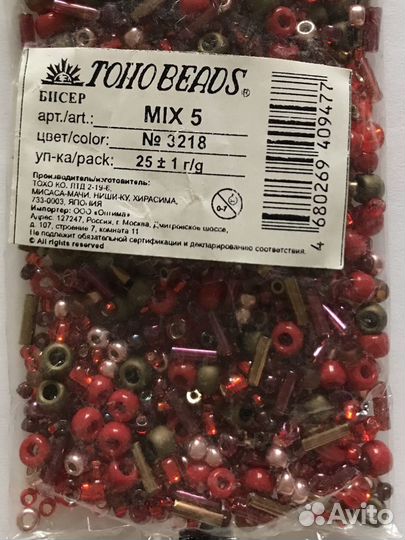 TOHO BEADS®
БИСЕР
арт./art.: MIX 5
цвет/color: № 3218
уп-ка/pack: 25 ± 1 г/g
Производитель/изготовитель:
ТОХО КО. ЛТД 2-19-6,
МИСАСА-МАЧИ, НИШИ-КУ, ХИРАСИМА,
733-0003, ЯПОНИЯ
Импортер: ООО «Оптима»
Адрес: 127247, Россия, г. Москва, Дмитровское шоссе,
д. 107, строение 7, комната 11
Не подлежит обязательной сертификации и декларированию соответствия.
© All rights reserved
0-3
4 680269 409477
Avito